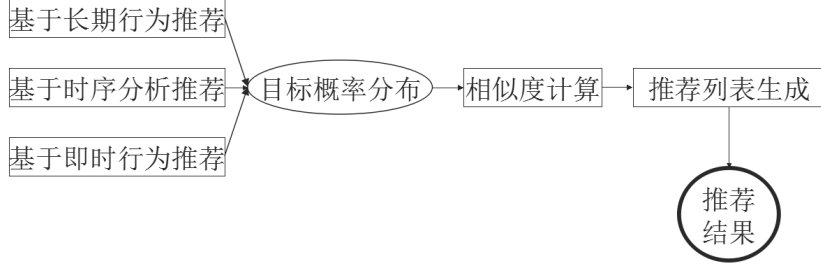 基于长期行为推荐
基于时序分析推荐
目标概率分布
相似度计算
推荐列表生成
基于即时行为推荐
推荐
结果